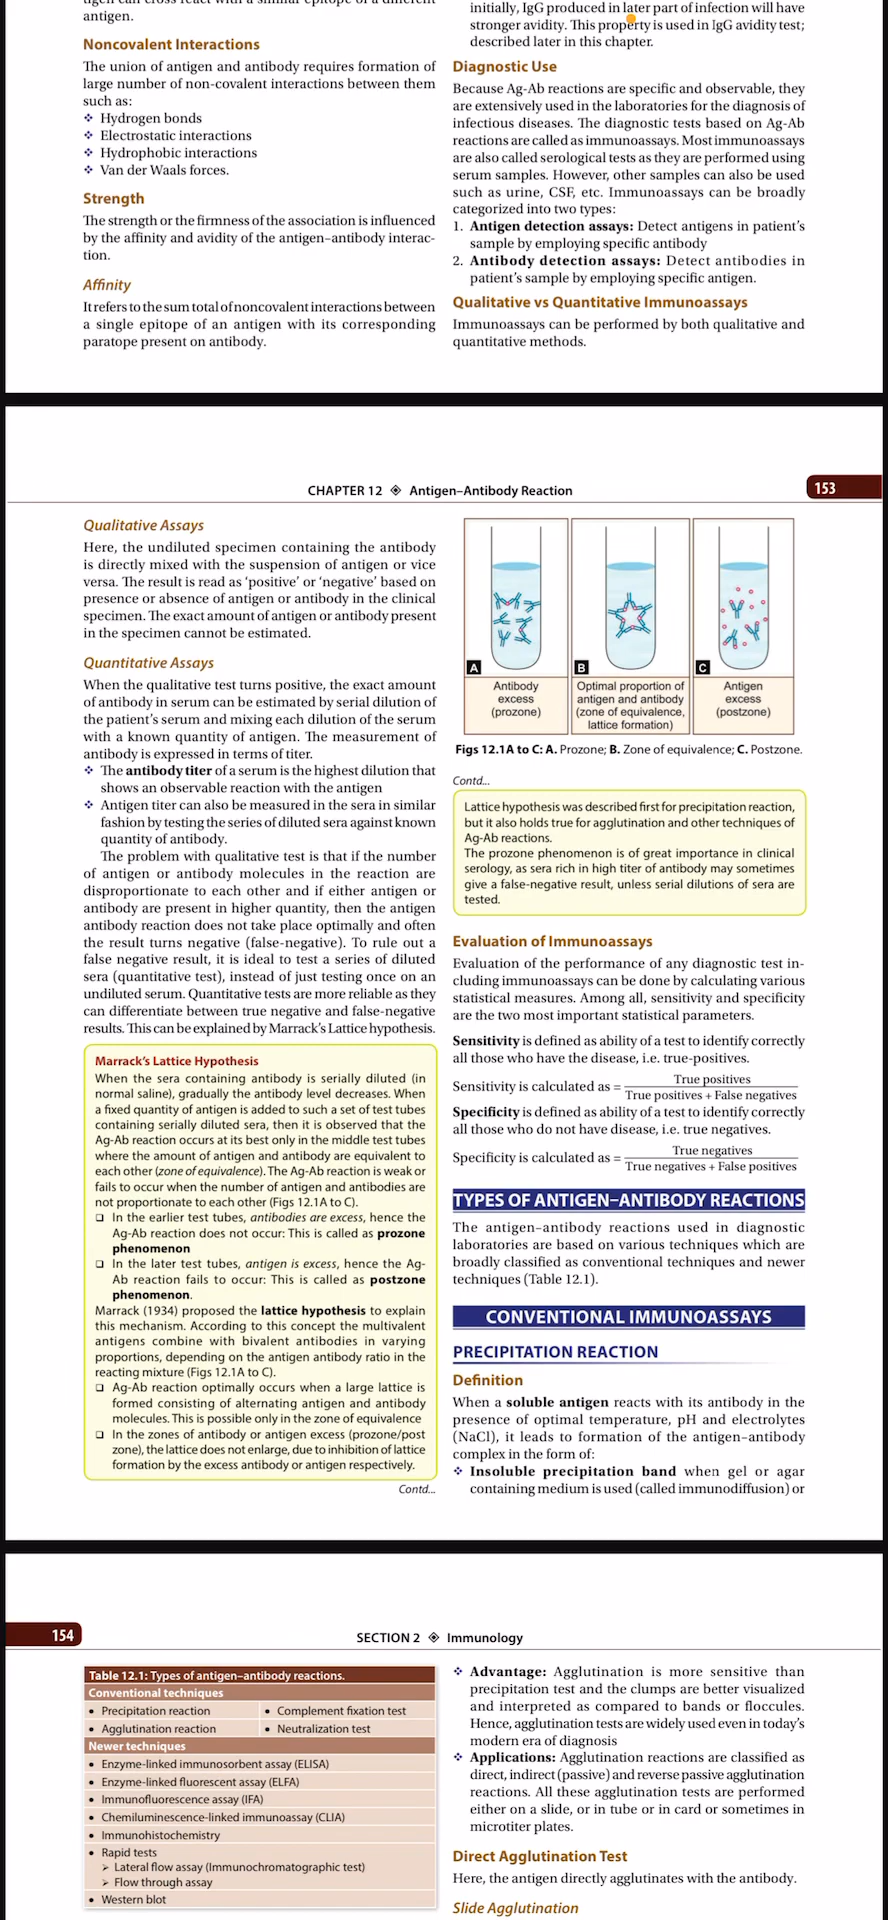 tigen can cross react with a similar epitope of a different
antigen.
Noncovalent Interactions
The union of antigen and antibody requires formation of
large number of non-covalent interactions between them
such as:
❖ Hydrogen bonds
❖ Electrostatic interactions
❖ Hydrophobic interactions
❖ Van der Waals forces.
Strength
The strength or the firmness of the association is influenced
by the affinity and avidity of the antigen–antibody interac-
tion.
Affinity
It refers to the sum total of noncovalent interactions between
a single epitope of an antigen with its corresponding
paratope present on antibody.
initially, IgG produced in later part of infection will have
stronger avidity. This property is used in IgG avidity test;
described later in this chapter.
Diagnostic Use
Because Ag-Ab reactions are specific and observable, they
are extensively used in the laboratories for the diagnosis of
infectious diseases. The diagnostic tests based on Ag-Ab
reactions are called as immunoassays. Most immunoassays
are also called serological tests as they are performed using
serum samples. However, other samples can also be used
such as urine, CSF, etc. Immunoassays can be broadly
categorized into two types:
1. Antigen detection assays: Detect antigens in patient's
sample by employing specific antibody
2. Antibody detection assays: Detect antibodies in
patient's sample by employing specific antigen.
Qualitative vs Quantitative Immunoassays
Immunoassays can be performed by both qualitative and
quantitative methods.
CHAPTER 12 ❖ Antigen–Antibody Reaction
153
Qualitative Assays
Here, the undiluted specimen containing the antibody
is directly mixed with the suspension of antigen or vice
versa. The result is read as 'positive' or 'negative' based on
presence or absence of antigen or antibody in the clinical
specimen. The exact amount of antigen or antibody present
in the specimen cannot be estimated.
Quantitative Assays
When the qualitative test turns positive, the exact amount
of antibody in serum can be estimated by serial dilution of
the patient's serum and mixing each dilution of the serum
with a known quantity of antigen. The measurement of
antibody is expressed in terms of titer.
❖ The antibody titer of a serum is the highest dilution that
shows an observable reaction with the antigen
❖ Antigen titer can also be measured in the sera in similar
fashion by testing the series of diluted sera against known
quantity of antibody.
The problem with qualitative test is that if the number
of antigen or antibody molecules in the reaction are
disproportionate to each other and if either antigen or
antibody are present in higher quantity, then the antigen
antibody reaction does not take place optimally and often
the result turns negative (false-negative). To rule out a
false negative result, it is ideal to test a series of diluted
sera (quantitative test), instead of just testing once on an
undiluted serum. Quantitative tests are more reliable as they
can differentiate between true negative and false-negative
results. This can be explained by Marrack's Lattice hypothesis.
Marrack's Lattice Hypothesis
When the sera containing antibody is serially diluted (in
normal saline), gradually the antibody level decreases. When
a fixed quantity of antigen is added to such a set of test tubes
containing serially diluted sera, then it is observed that the
Ag-Ab reaction occurs at its best only in the middle test tubes
where the amount of antigen and antibody are equivalent to
each other (zone of equivalence). The Ag-Ab reaction is weak or
fails to occur when the number of antigen and antibodies are
not proportionate to each other (Figs 12.1A to C).
❑ In the earlier test tubes, antibodies are excess, hence the
Ag-Ab reaction does not occur: This is called as prozone
phenomenon
❑ In the later test tubes, antigen is excess, hence the Ag-
Ab reaction fails to occur: This is called as postzone
phenomenon.
Marrack (1934) proposed the lattice hypothesis to explain
this mechanism. According to this concept the multivalent
antigens combine with bivalent antibodies in varying
proportions, depending on the antigen antibody ratio in the
reacting mixture (Figs 12.1A to C).
❑ Ag-Ab reaction optimally occurs when a large lattice is
formed consisting of alternating antigen and antibody
molecules. This is possible only in the zone of equivalence
❑ In the zones of antibody or antigen excess (prozone/post
zone), the lattice does not enlarge, due to inhibition of lattice
formation by the excess antibody or antigen respectively.
Contd...
A
B
C
Antibody
excess
(prozone)
Optimal proportion of
antigen and antibody
(zone of equivalence,
lattice formation)
Antigen
excess
(postzone)
Figs 12.1A to C: A. Prozone; B. Zone of equivalence; C. Postzone.
Contd...
Lattice hypothesis was described first for precipitation reaction,
but it also holds true for agglutination and other techniques of
Ag-Ab reactions.
The prozone phenomenon is of great importance in clinical
serology, as sera rich in high titer of antibody may sometimes
give a false-negative result, unless serial dilutions of sera are
tested.
Evaluation of Immunoassays
Evaluation of the performance of any diagnostic test in-
cluding immunoassays can be done by calculating various
statistical measures. Among all, sensitivity and specificity
are the two most important statistical parameters.
Sensitivity is defined as ability of a test to identify correctly
all those who have the disease, i.e. true-positives.
Sensitivity is calculated as = True positives
True positives + False negatives
Specificity is defined as ability of a test to identify correctly
all those who do not have disease, i.e. true negatives.
Specificity is calculated as = True negatives
True negatives + False positives
TYPES OF ANTIGEN–ANTIBODY REACTIONS
The antigen–antibody reactions used in diagnostic
laboratories are based on various techniques which are
broadly classified as conventional techniques and newer
techniques (Table 12.1).
CONVENTIONAL IMMUNOASSAYS
PRECIPITATION REACTION
Definition
When a soluble antigen reacts with its antibody in the
presence of optimal temperature, pH and electrolytes
(NaCl), it leads to formation of the antigen–antibody
complex in the form of:
❖ Insoluble precipitation band when gel or agar
containing medium is used (called immunodiffusion) or
154
SECTION 2 ❖ Immunology
Table 12.1: Types of antigen–antibody reactions.
Conventional techniques
• Precipitation reaction • Complement fixation test
• Agglutination reaction • Neutralization test
Newer techniques
• Enzyme-linked immunosorbent assay (ELISA)
• Enzyme-linked fluorescent assay (ELFA)
• Immunofluorescence assay (IFA)
• Chemiluminescence-linked immunoassay (CLIA)
• Immunohistochemistry
• Rapid tests
➢ Lateral flow assay (Immunochromatographic test)
➢ Flow through assay
• Western blot
❖ Advantage: Agglutination is more sensitive than
precipitation test and the clumps are better visualized
and interpreted as compared to bands or floccules.
Hence, agglutination tests are widely used even in today's
modern era of diagnosis
❖ Applications: Agglutination reactions are classified as
direct, indirect (passive) and reverse passive agglutination
reactions. All these agglutination tests are performed
either on a slide, or in tube or in card or sometimes in
microtiter plates.
Direct Agglutination Test
Here, the antigen directly agglutinates with the antibody.
Slide Agglutination